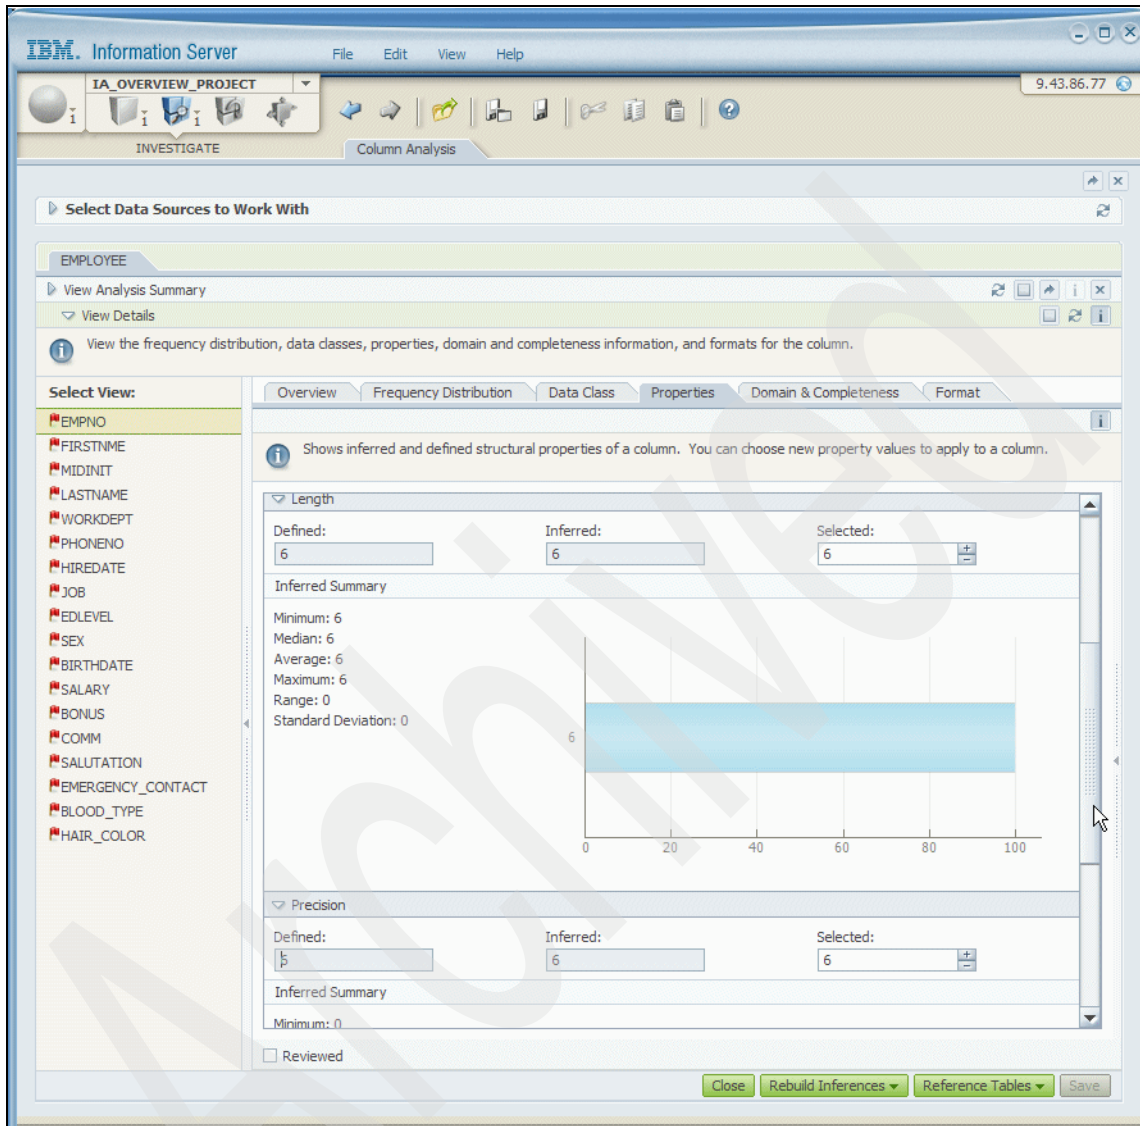 IBM. Information Server File Edit View Help
IA_OVERVIEW_PROJECT 9.43.86.77
1 1 1
INVESTIGATE Column Analysis
Select Data Sources to Work With
EMPLOYEE
View Analysis Summary
View Details
View the frequency distribution, data classes, properties, domain and completeness information, and formats for the column.
Select View:
EMPNO
FIRSTNME
MIDINIT
LASTNAME
WORKDEPT
PHONENO
HIREDATE
JOB
EDLEVEL
SEX
BIRTHDATE
SALARY
BONUS
COMM
SALUTATION
EMERGENCY_CONTACT
BLOOD_TYPE
HAIR_COLOR
Overview Frequency Distribution Data Class Properties Domain & Completeness Format
Shows inferred and defined structural properties of a column. You can choose new property values to apply to a column.
Length
Defined: Inferred: Selected:
6 6 6
Inferred Summary
Minimum: 6
Median: 6
Average: 6
Maximum: 6
Range: 0
Standard Deviation: 0
6
0 20 40 60 80 100
Precision
Defined: Inferred: Selected:
6 6
Inferred Summary
Minimum: 0
Reviewed
Close Rebuild Inferences Reference Tables Save
Archived